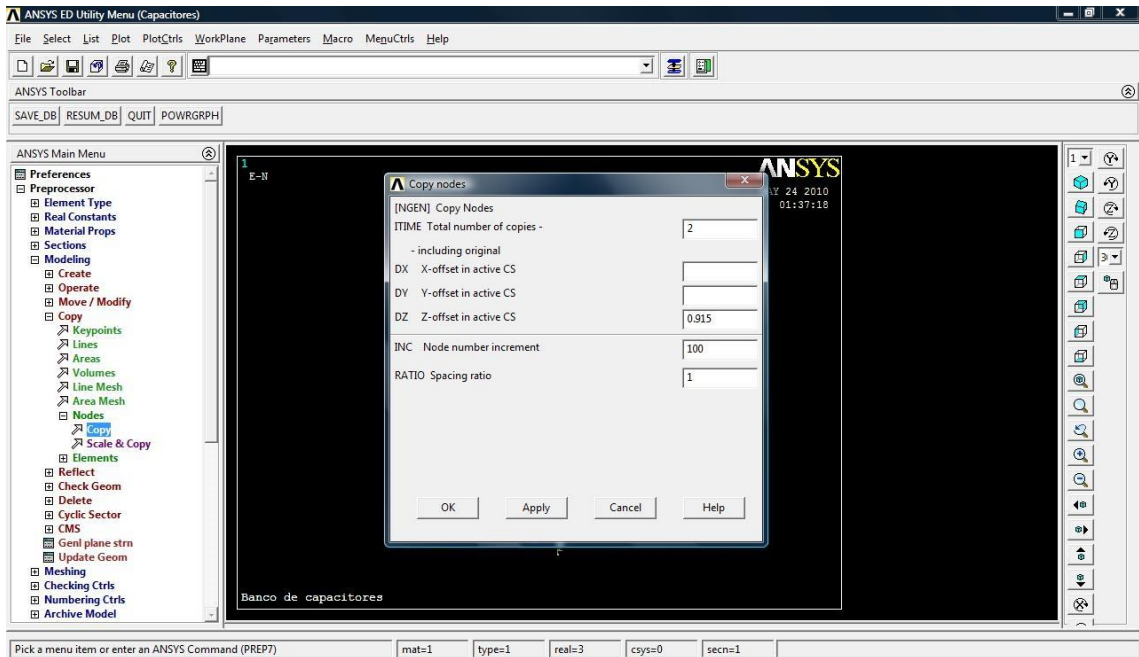 ANSYS ED Utility Menu (Capacitores)
File Select List Plot PlotCtrls WorkPlane Parameters Macro MenuCtrls Help
ANSYS Toolbar
SAVE_DB RESUM_DB QUIT POWRGRPH
ANSYS Main Menu
Preferences
Preprocessor
Element Type
Real Constants
Material Props
Sections
Modeling
Create
Operate
Move / Modify
Copy
Keypoints
Lines
Areas
Volumes
Line Mesh
Area Mesh
Nodes
Copy
Scale & Copy
Elements
Reflect
Check Geom
Delete
Cyclic Sector
CMS
Genl plane strn
Update Geom
Meshing
Checking Ctrls
Numbering Ctrls
Archive Model
1
E-N
ANSYS
24 2010
01:37:18
Copy nodes
[NGEN] Copy Nodes
ITIME Total number of copies - 2
- including original
DX X-offset in active CS
DY Y-offset in active CS
DZ Z-offset in active CS 0.915
INC Node number increment 100
RATIO Spacing ratio 1
OK Apply Cancel Help
Banco de capacitores
1
Pick a menu item or enter an ANSYS Command (PREP7) mat=1 type=1 real=3 csys=0 secn=1